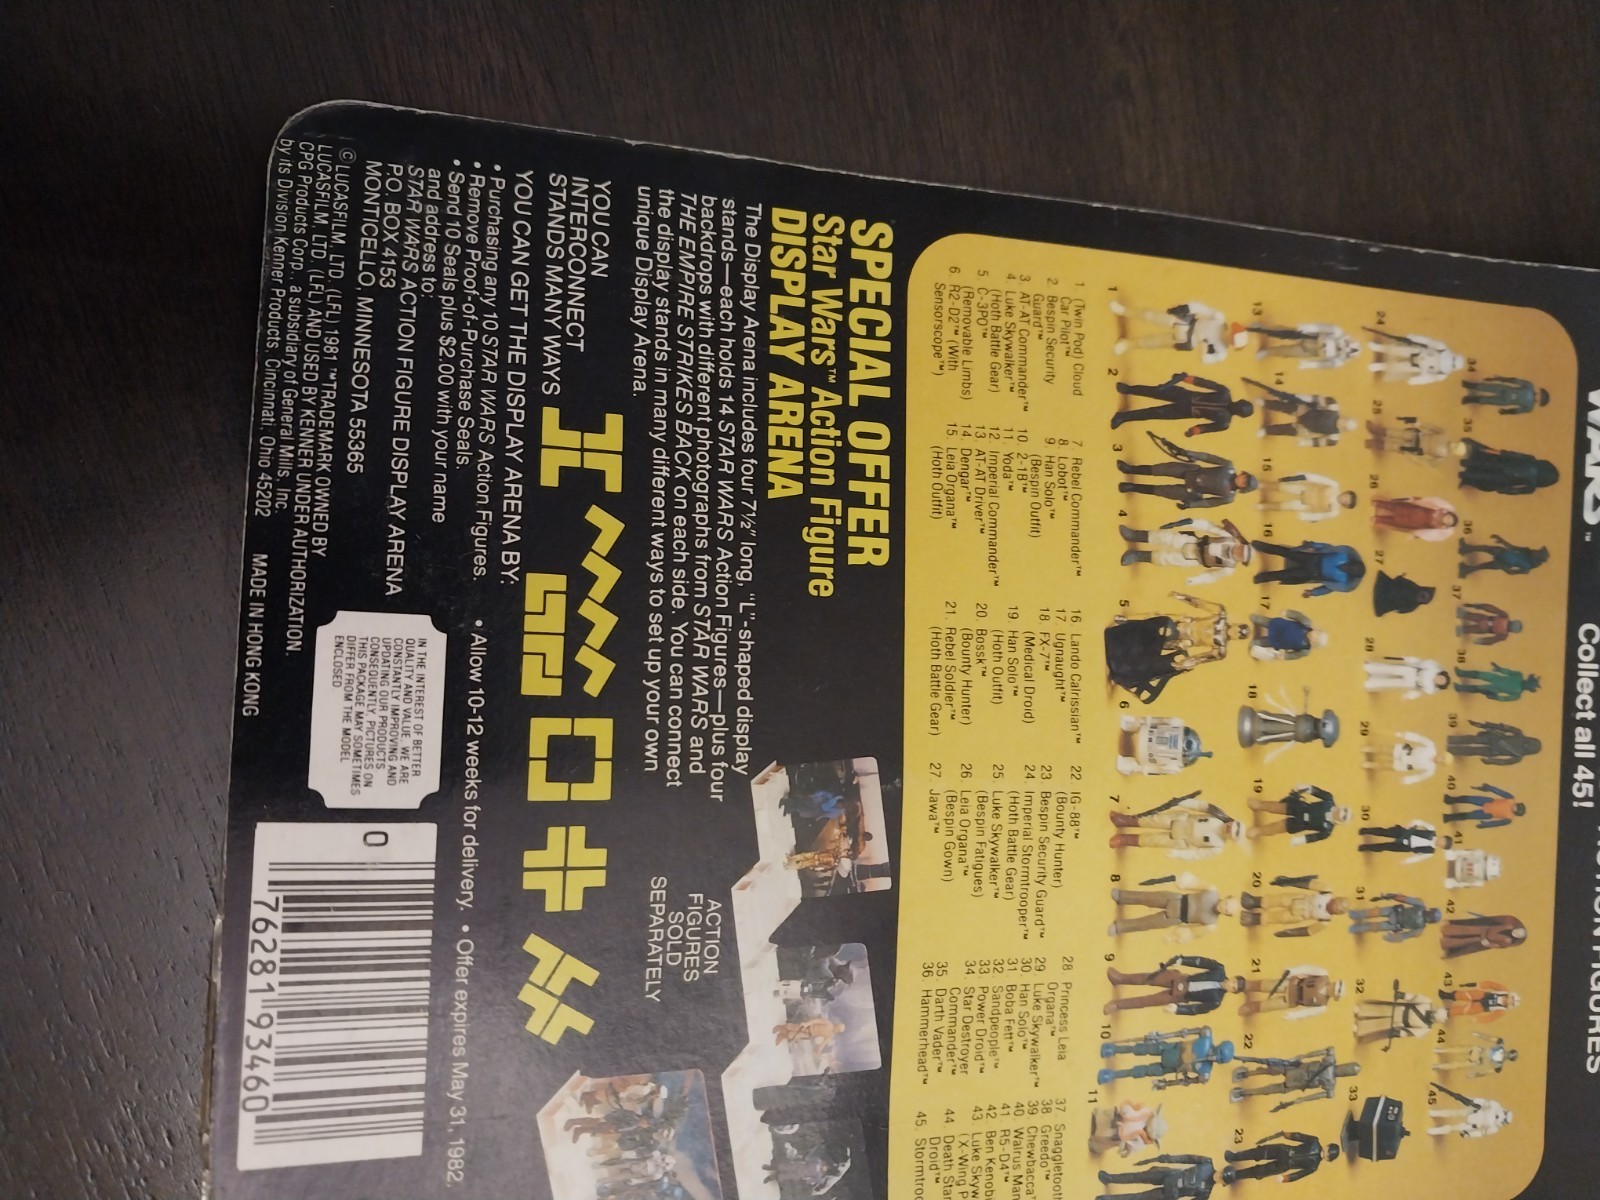 WARS™
Collect all 45!
FIGURES
1 (Twin Pod) Cloud
Car Pilot™
2. Bespin Security
Guard™
3. AT-AT Commander™
4. Luke Skywalker™
(Hoth Battle Gear)
5. C-3PO™
(Removable Limbs)
6. R2-D2™ (With
Sensorscope™)
7. Rebel Commander™
8. Lobot™
9. Han Solo™
(Bespin Outfit)
10. 2-1B™
11. Yoda™
12. Imperial Commander™
13. AT-AT Driver™
14. Dengar™
15. Leia Organa™
(Hoth Outfit)
16. Lando Calrissian™
17. Ugnaught™
18. FX-7™
(Medical Droid)
19. Han Solo™
(Hoth Outfit)
20. Bossk™
(Bounty Hunter)
21. Rebel Soldier™
(Hoth Battle Gear)
22. IG-88™
(Bounty Hunter)
23. Bespin Security Guard™
24. Imperial Stormtrooper™
(Hoth Battle Gear)
25. Luke Skywalker™
(Bespin Fatigues)
26. Leia Organa™
(Bespin Gown)
27. Jawa™
28. Princess Leia
Organa™
29. Luke Skywalker™
30. Han Solo™
31. Boba Fett™
32. Sandpeople™
33. Power Droid™
34. Star Destroyer
Commander™
35. Darth Vader™
36. Hammerhead™
37. Snaggletoot
38. Greedo™
39. Chewbacca™
40. Walrus Man
41. R5-D4™
42. Ben Kenob
43. Luke Skyw
(X-Wing P
44. Death Star
Droid™
45. Stormtroo
SPECIAL OFFER
Star Wars™ Action Figure
DISPLAY ARENA
The Display Arena includes four 7½" long, "L"-shaped display
stands—each holds 14 STAR WARS Action Figures—plus four
backdrops with different photographs from STAR WARS and
THE EMPIRE STRIKES BACK on each side. You can connect
the display stands in many different ways to set up your own
unique Display Arena.
ACTION
FIGURES
SOLD
SEPARATELY
YOU CAN
INTERCONNECT
STANDS MANY WAYS
YOU CAN GET THE DISPLAY ARENA BY:
• Purchasing any 10 STAR WARS Action Figures.
• Remove Proof-of-Purchase Seals.
• Send 10 Seals plus $2.00 with your name
and address to:
STAR WARS ACTION FIGURE DISPLAY ARENA
P.O. BOX 4153
MONTICELLO, MINNESOTA 55365
• Allow 10-12 weeks for delivery. • Offer expires May 31, 1982.
© LUCASFILM, LTD. (LFL) 1981 ™TRADEMARK OWNED BY
LUCASFILM, LTD. (LFL) AND USED BY KENNER UNDER AUTHORIZATION.
CPG Products Corp., a subsidiary of General Mills, Inc.
by its Division Kenner Products, Cincinnati, Ohio 45202
MADE IN HONG KONG
IN THE INTEREST OF BETTER
QUALITY AND VALUE, WE ARE
CONSTANTLY IMPROVING AND
UPDATING OUR PRODUCTS.
CONSEQUENTLY, PICTURES ON
THIS PACKAGE MAY SOMETIMES
DIFFER FROM THE MODEL
ENCLOSED
0
76281 93460